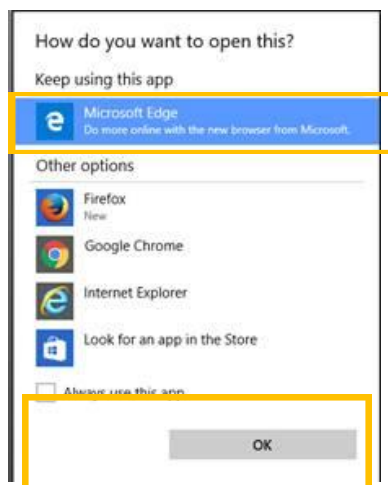 How do you want to open this?
Keep using this app
Microsoft Edge
Do more online with the new browser from Microsoft.
Other options
Firefox
New
Google Chrome
Internet Explorer
Look for an app in the Store
Always use this app
OK